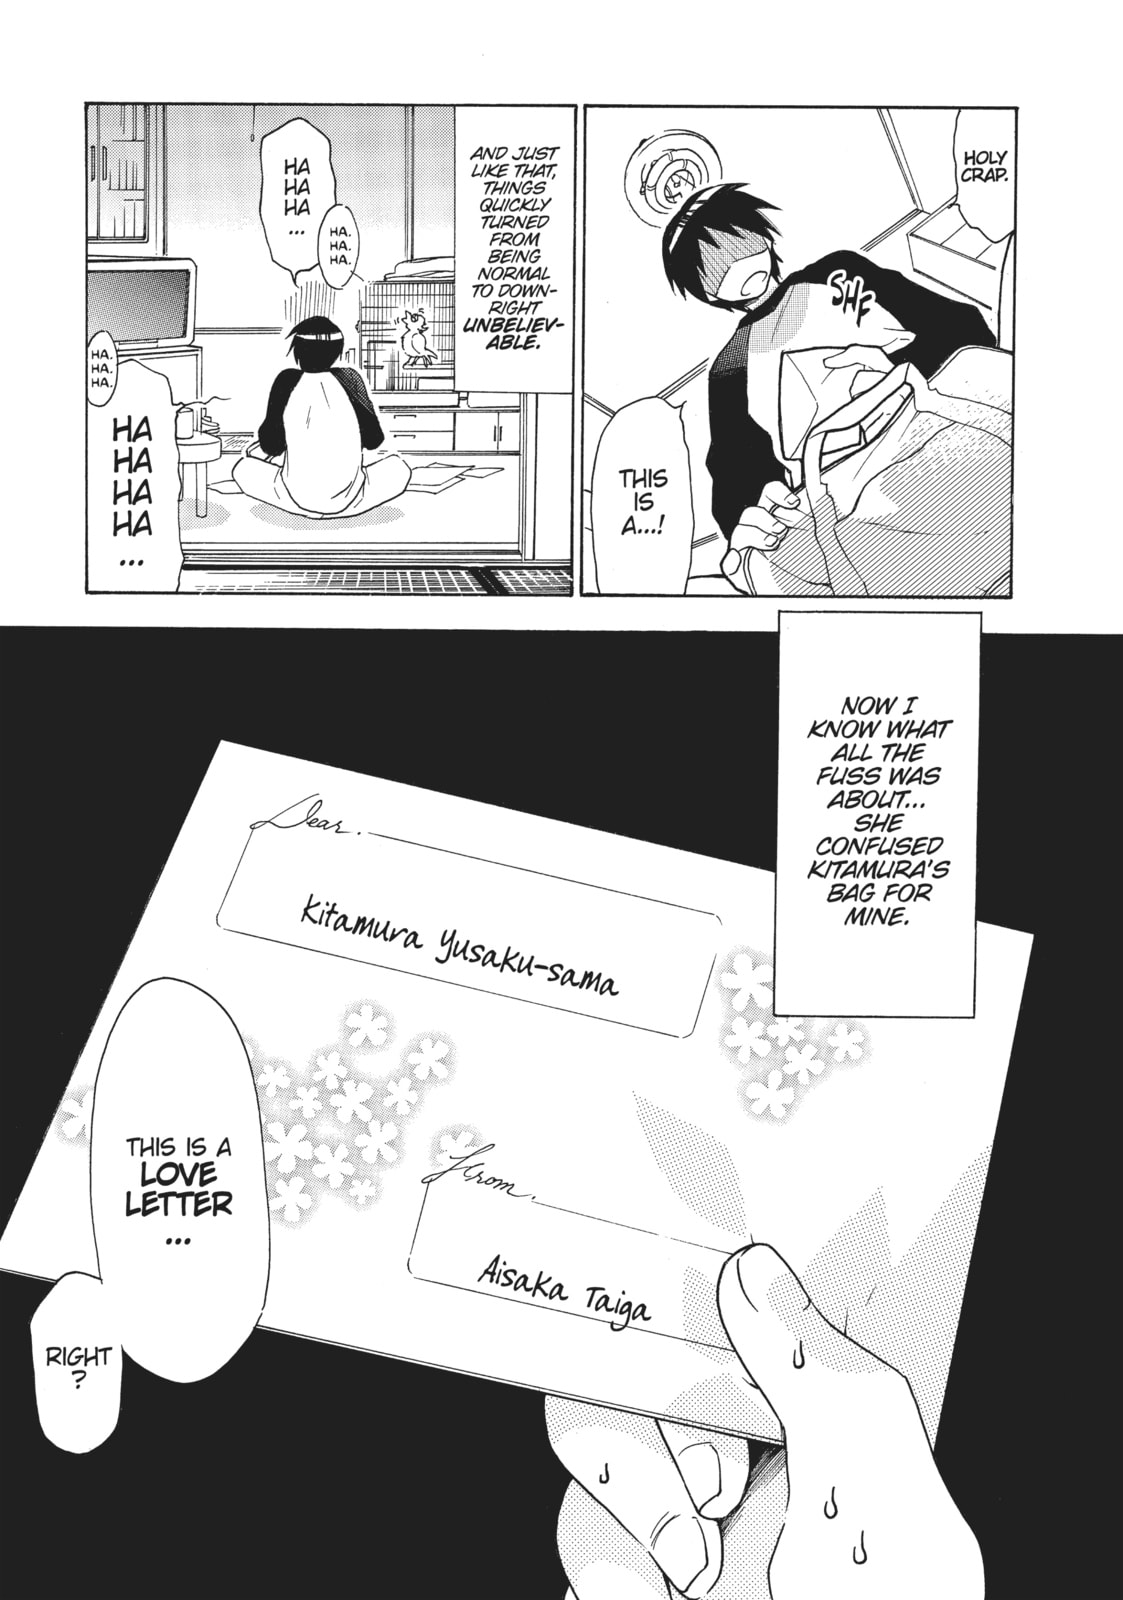 HOLY
CRAP.
SHF
THIS
IS
A...!
AND JUST
LIKE THAT,
THINGS
QUICKLY
TURNED
FROM
BEING
NORMAL
TO DOWN-
RIGHT
UNBELIEV-
ABLE.
HA
HA
HA
...
HA.
HA.
HA.
HA.
HA.
HA.
HA
HA
HA
HA
...
NOW I
KNOW WHAT
ALL THE
FUSS WAS
ABOUT...
SHE
CONFUSED
KITAMURA'S
BAG FOR
MINE.
Dear.
Kitamura Yusaku-sama
From.
Aisaka Taiga
THIS IS A
LOVE
LETTER
...
RIGHT
?